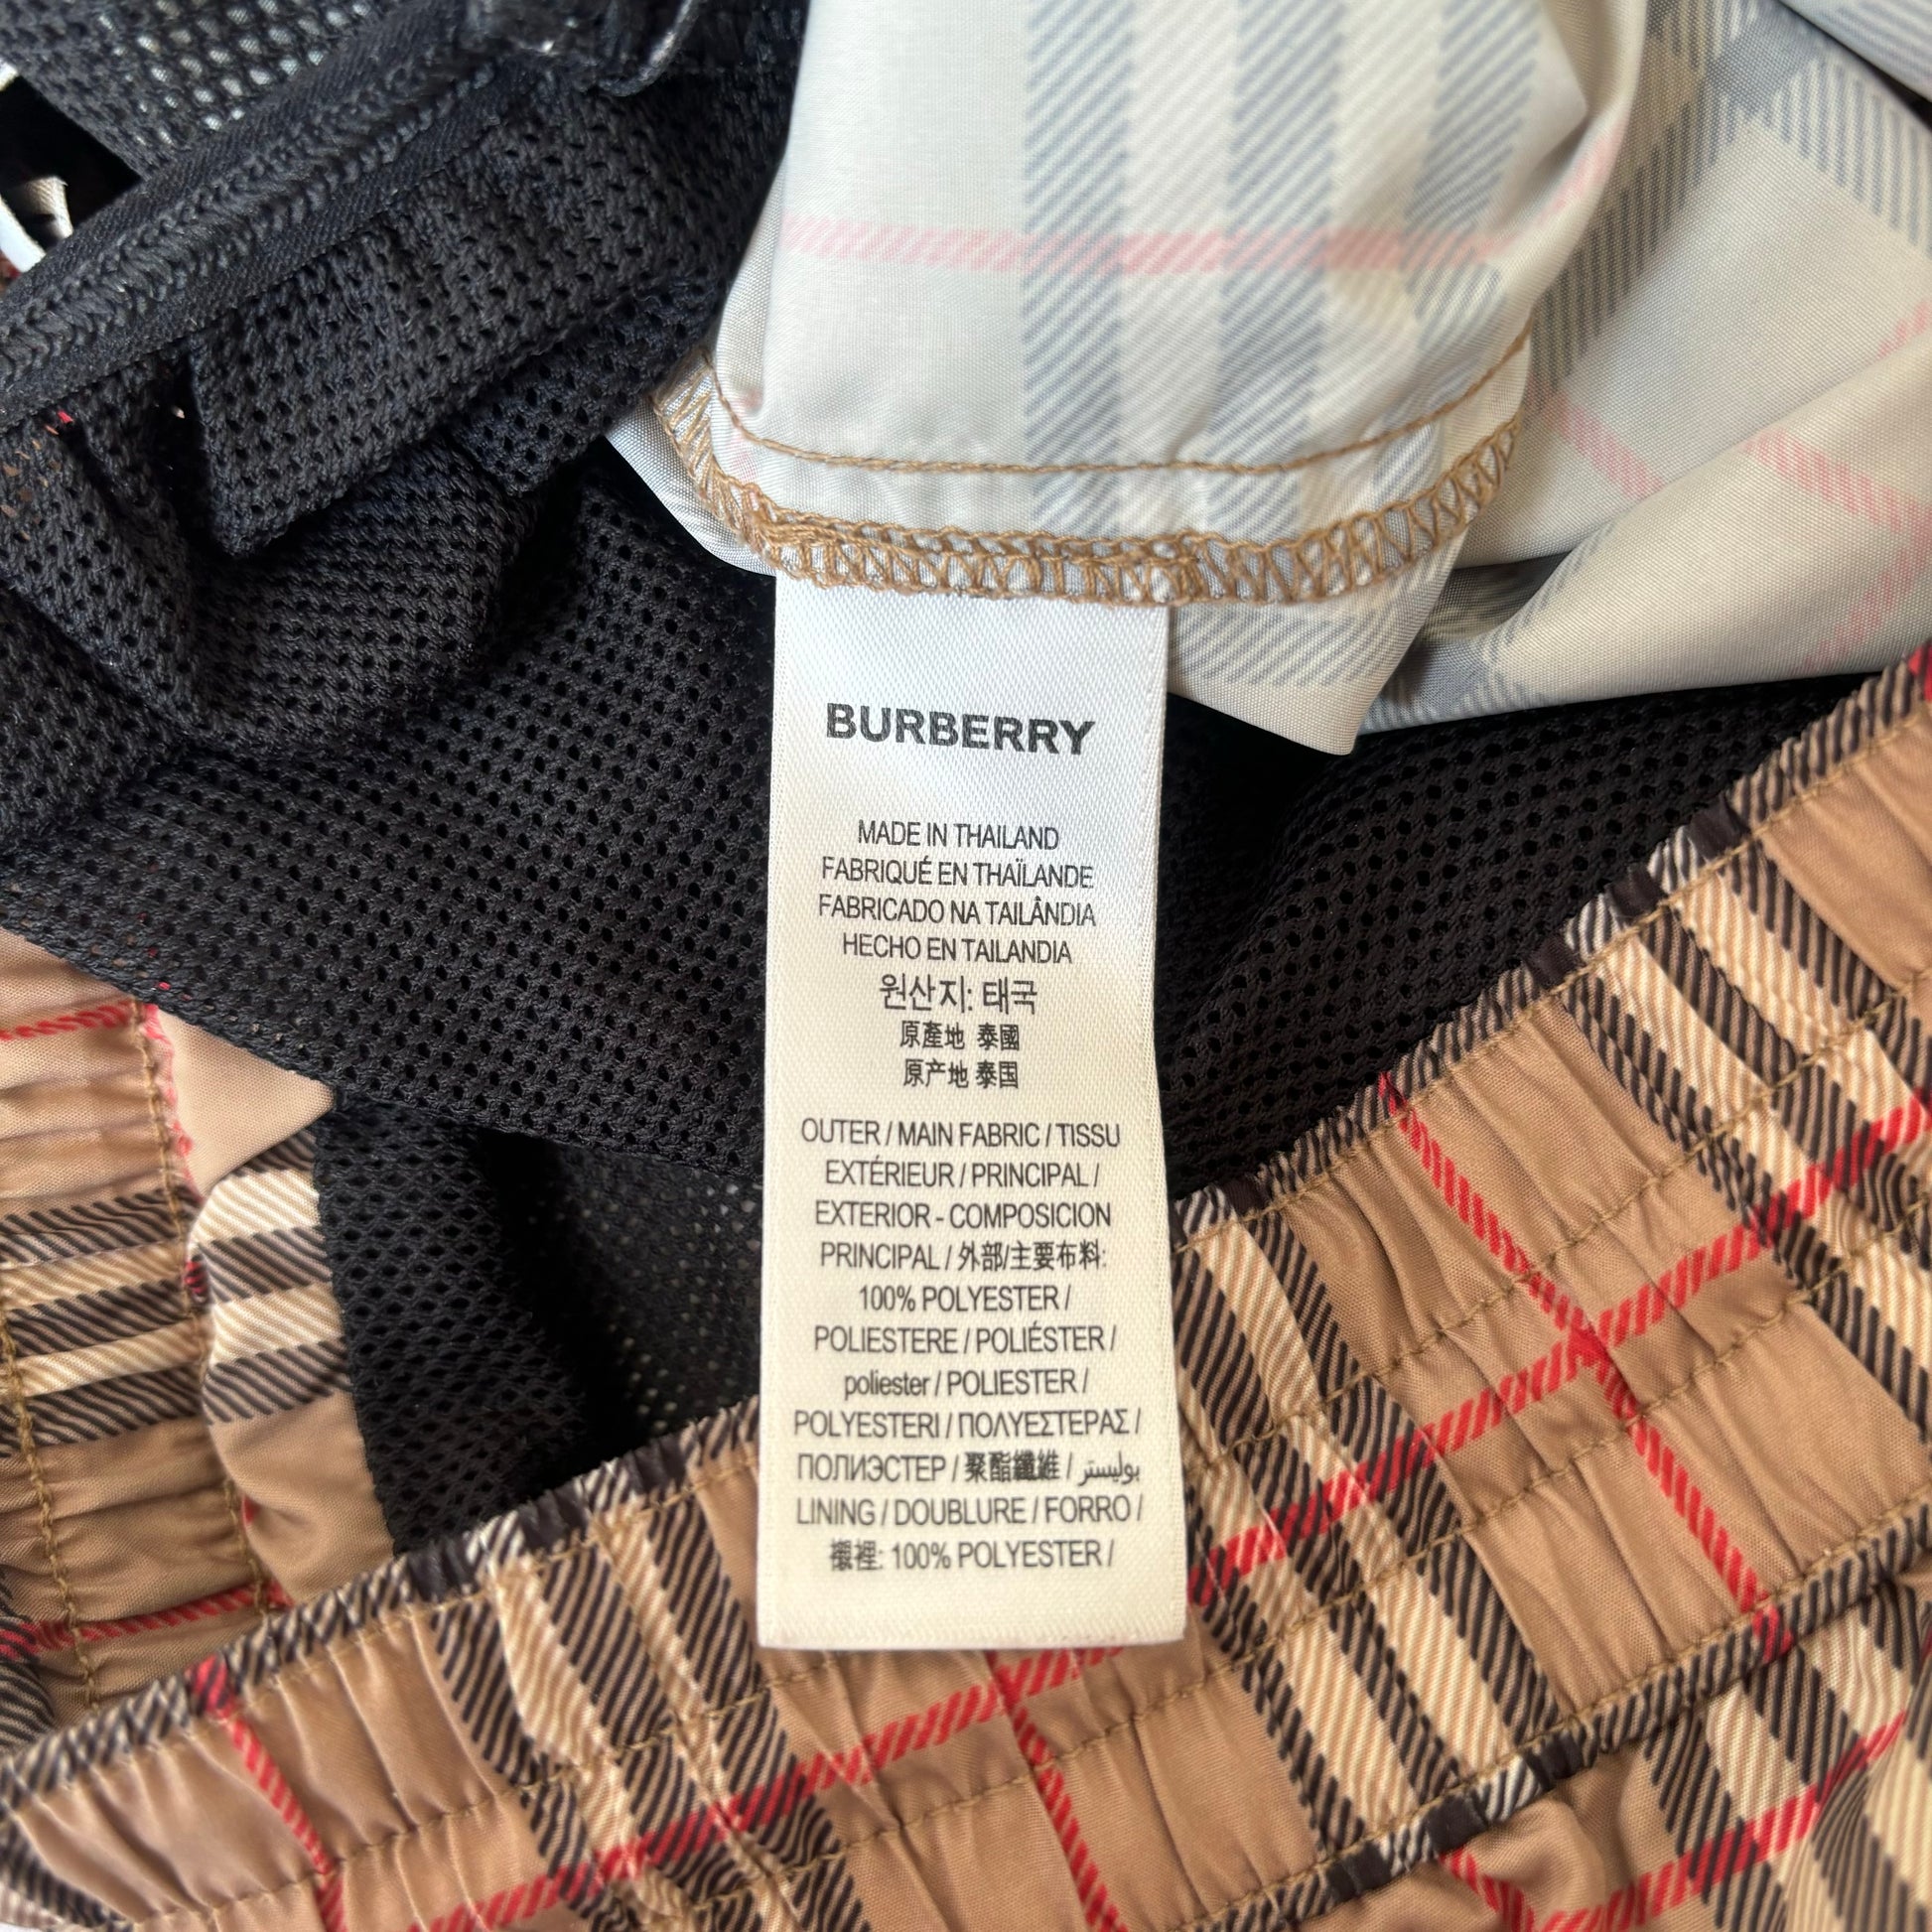 BURBERRY
MADE IN THAILAND
FABRIQUÉ EN THAÏLANDE
FABRICADO NA TAILÂNDIA
HECHO EN TAILANDIA
원산지: 태국
原產地 泰國
原产地 泰国
OUTER / MAIN FABRIC / TISSU
EXTÉRIEUR / PRINCIPAL /
EXTERIOR - COMPOSICION
PRINCIPAL / 外部/主要布料:
100% POLYESTER /
POLIESTERE / POLIÉSTER /
poliester / POLIESTER /
POLYESTERI / ΠΟΛΥΕΣΤΕΡΑΣ /
ПОЛИЭСТЕР / 聚酯纖維 / بوليستر
LINING / DOUBLURE / FORRO /
襯裡: 100% POLYESTER /